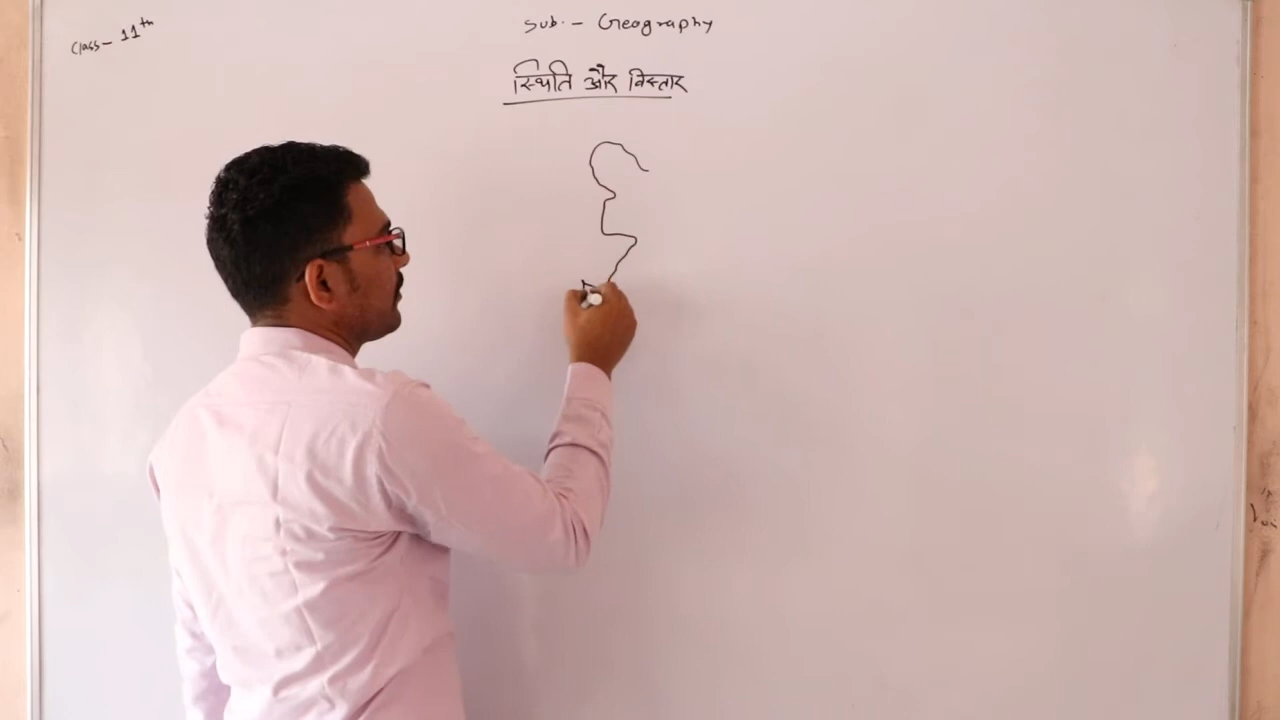 Class- 11th
Sub. - Geography
स्थिति और विस्तार